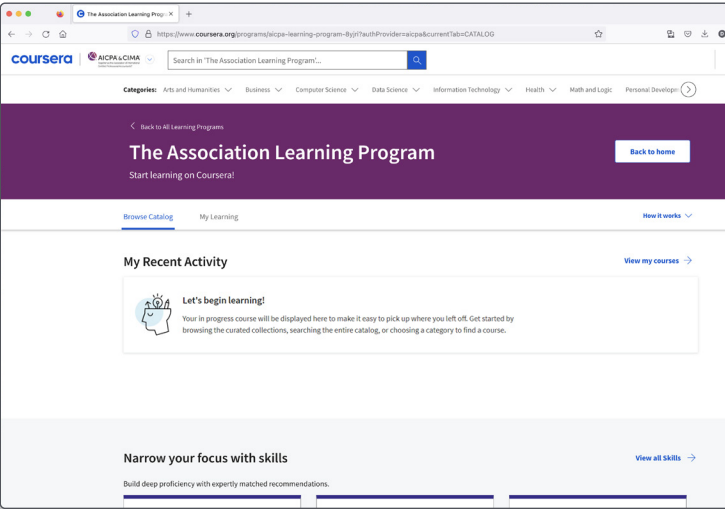 The Association Learning Progr
https://www.coursera.org/programs/aicpa-learning-program-8yjrl?authProvider=aicpa&currentTab=CATALOG
coursera
AICPA & CIMA
Search in 'The Association Learning Program'...
Categories: Arts and Humanities Business Computer Science Data Science Information Technology Health Math and Logic Personal Develop
Back to All Learning Programs
The Association Learning Program
Back to home
Start learning on Coursera!
Browse Catalog My Learning How it works
My Recent Activity
View my courses
Let's begin learning!
Your in progress course will be displayed here to make it easy to pick up where you left off. Get started by
browsing the curated collections, searching the entire catalog, or choosing a category to find a course.
Narrow your focus with skills
View all Skills
Build deep proficiency with expertly matched recommendations.